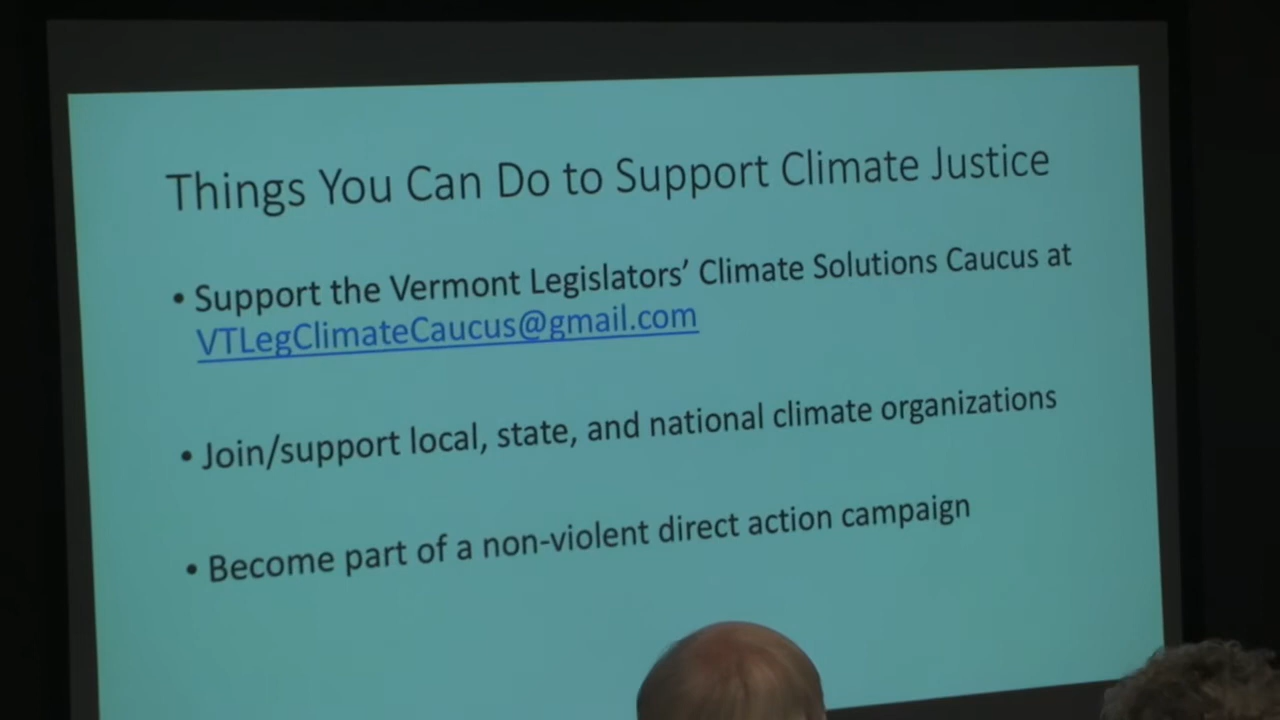 Things You Can Do to Support Climate Justice
• Support the Vermont Legislators’ Climate Solutions Caucus at
VTLegClimateCaucus@gmail.com
• Join/support local, state, and national climate organizations
• Become part of a non-violent direct action campaign